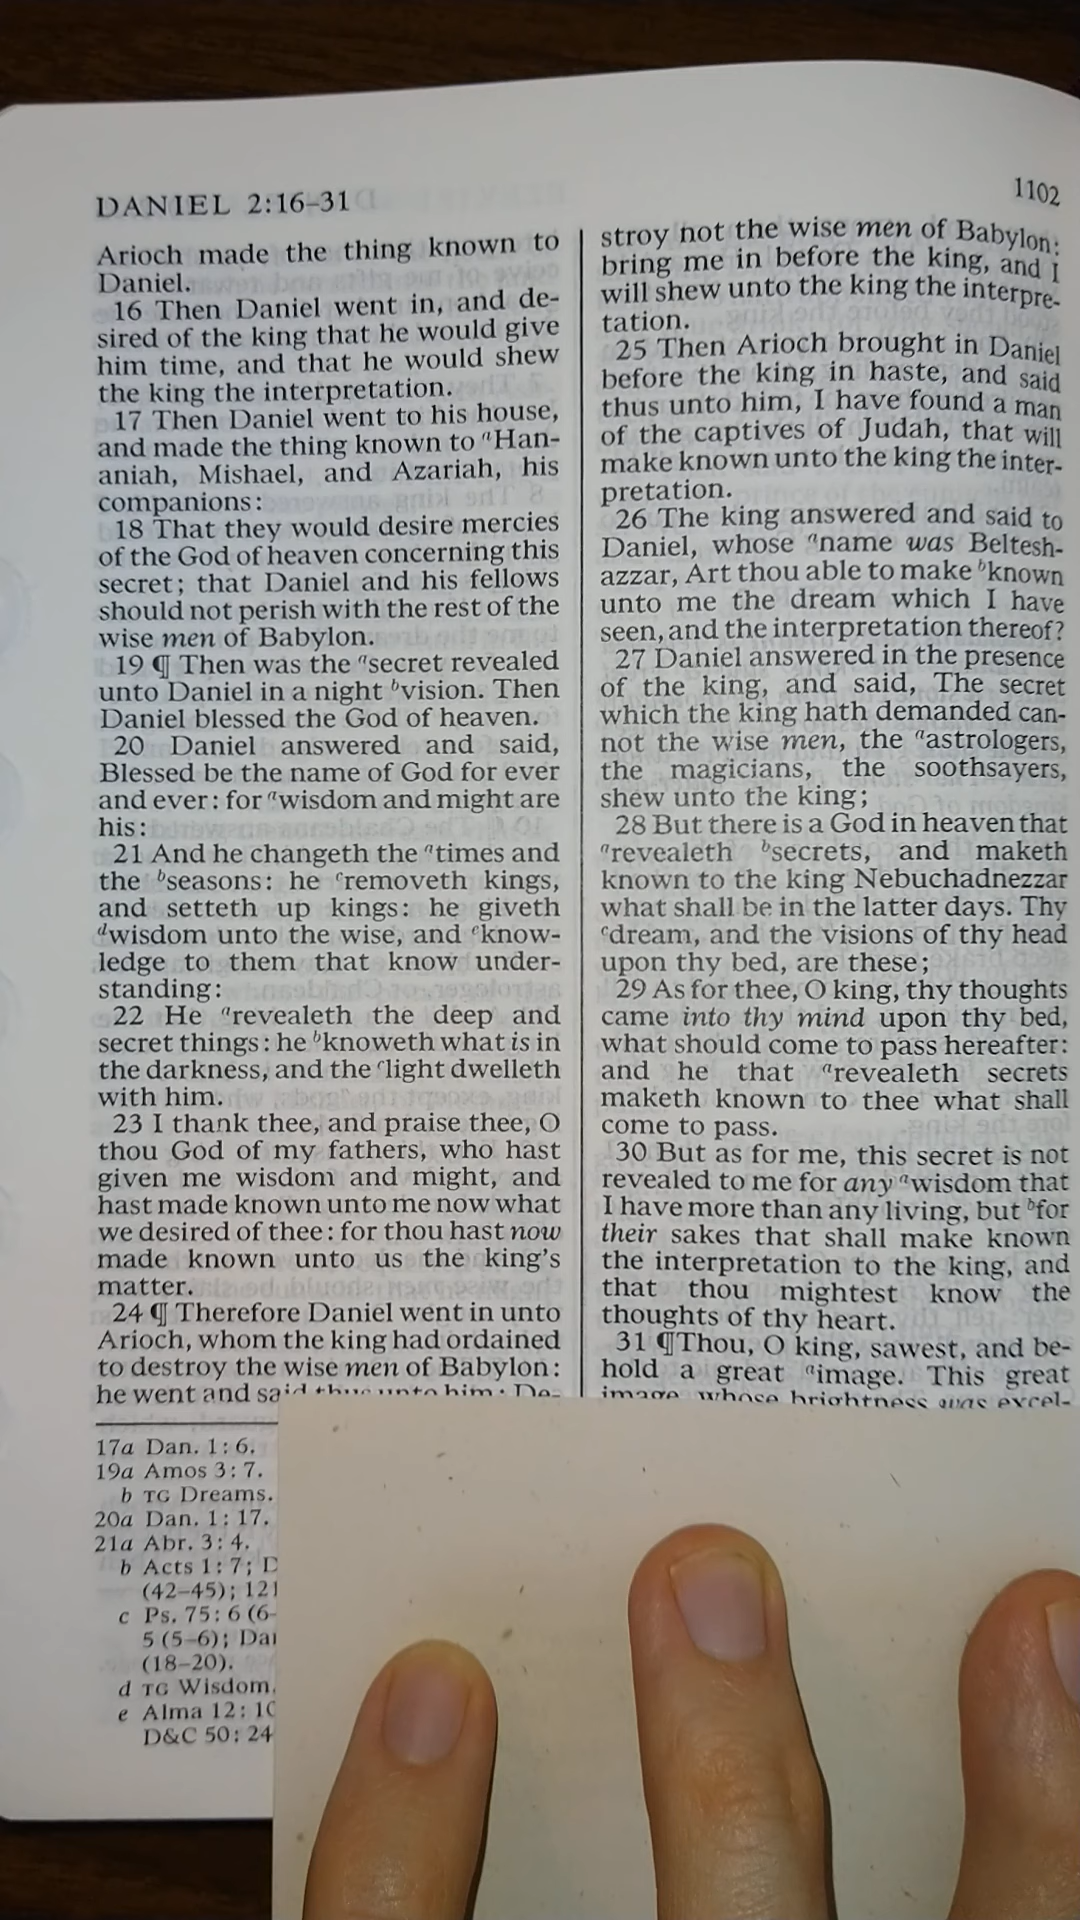 DANIEL 2:16–31
1102
Arioch made the thing known to
Daniel.
16 Then Daniel went in, and de-
sired of the king that he would give
him time, and that he would shew
the king the interpretation.
17 Then Daniel went to his house,
and made the thing known to aHan-
aniah, Mishael, and Azariah, his
companions:
18 That they would desire mercies
of the God of heaven concerning this
secret; that Daniel and his fellows
should not perish with the rest of the
wise men of Babylon.
19 ¶ Then was the asecret revealed
unto Daniel in a night bvision. Then
Daniel blessed the God of heaven.
20 Daniel answered and said,
Blessed be the name of God for ever
and ever: for awisdom and might are
his:
21 And he changeth the atimes and
the bseasons: he cremoveth kings,
and setteth up kings: he giveth
dwisdom unto the wise, and eknow-
ledge to them that know under-
standing:
22 He arevealeth the deep and
secret things: he bknoweth what is in
the darkness, and the clight dwelleth
with him.
23 I thank thee, and praise thee, O
thou God of my fathers, who hast
given me wisdom and might, and
hast made known unto me now what
we desired of thee: for thou hast now
made known unto us the king's
matter.
24 ¶ Therefore Daniel went in unto
Arioch, whom the king had ordained
to destroy the wise men of Babylon:
he went and said thus unto him: De-
stroy not the wise men of Babylon:
bring me in before the king, and I
will shew unto the king the interpre-
tation.
25 Then Arioch brought in Daniel
before the king in haste, and said
thus unto him, I have found a man
of the captives of Judah, that will
make known unto the king the inter-
pretation.
26 The king answered and said to
Daniel, whose aname was Beltesh-
azzar, Art thou able to make bknown
unto me the dream which I have
seen, and the interpretation thereof?
27 Daniel answered in the presence
of the king, and said, The secret
which the king hath demanded can-
not the wise men, the aastrologers,
the magicians, the soothsayers,
shew unto the king;
28 But there is a God in heaven that
arevealeth bsecrets, and maketh
known to the king Nebuchadnezzar
what shall be in the latter days. Thy
cdream, and the visions of thy head
upon thy bed, are these;
29 As for thee, O king, thy thoughts
came into thy mind upon thy bed,
what should come to pass hereafter:
and he that arevealeth secrets
maketh known to thee what shall
come to pass.
30 But as for me, this secret is not
revealed to me for any awisdom that
I have more than any living, but bfor
their sakes that shall make known
the interpretation to the king, and
that thou mightest know the
thoughts of thy heart.
31 ¶Thou, O king, sawest, and be-
hold a great aimage. This great
image, whose brightness was excel-
17a Dan. 1:6.
19a Amos 3:7.
b TG Dreams.
20a Dan. 1:17.
21a Abr. 3:4.
b Acts 1:7;
(42–45);
c Ps. 75:6
5 (5–6);
(18–20).
d TG Wisdom.
e Alma 12:
D&C 50:24